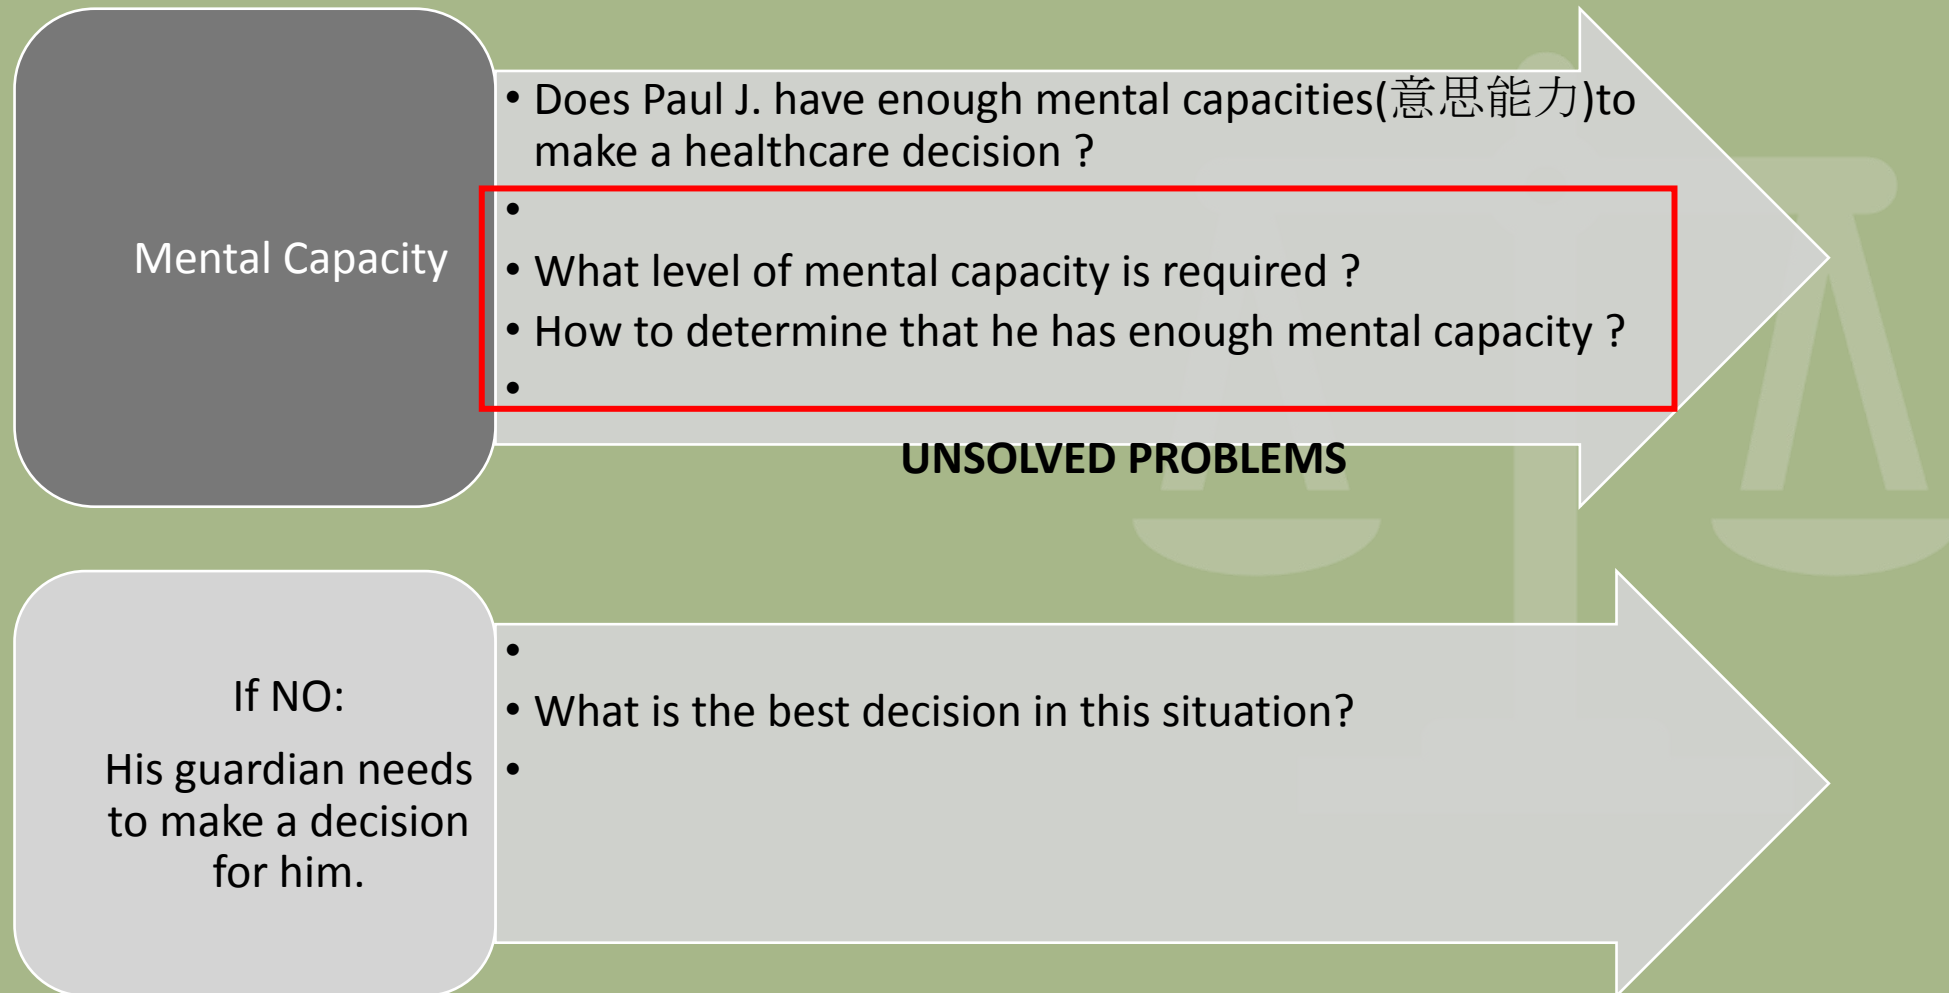 Mental Capacity
• Does Paul J. have enough mental capacities(意思能力)to
make a healthcare decision ?
•
• What level of mental capacity is required ?
• How to determine that he has enough mental capacity ?
•
UNSOLVED PROBLEMS
If NO:
His guardian needs
to make a decision
for him.
•
• What is the best decision in this situation?
•